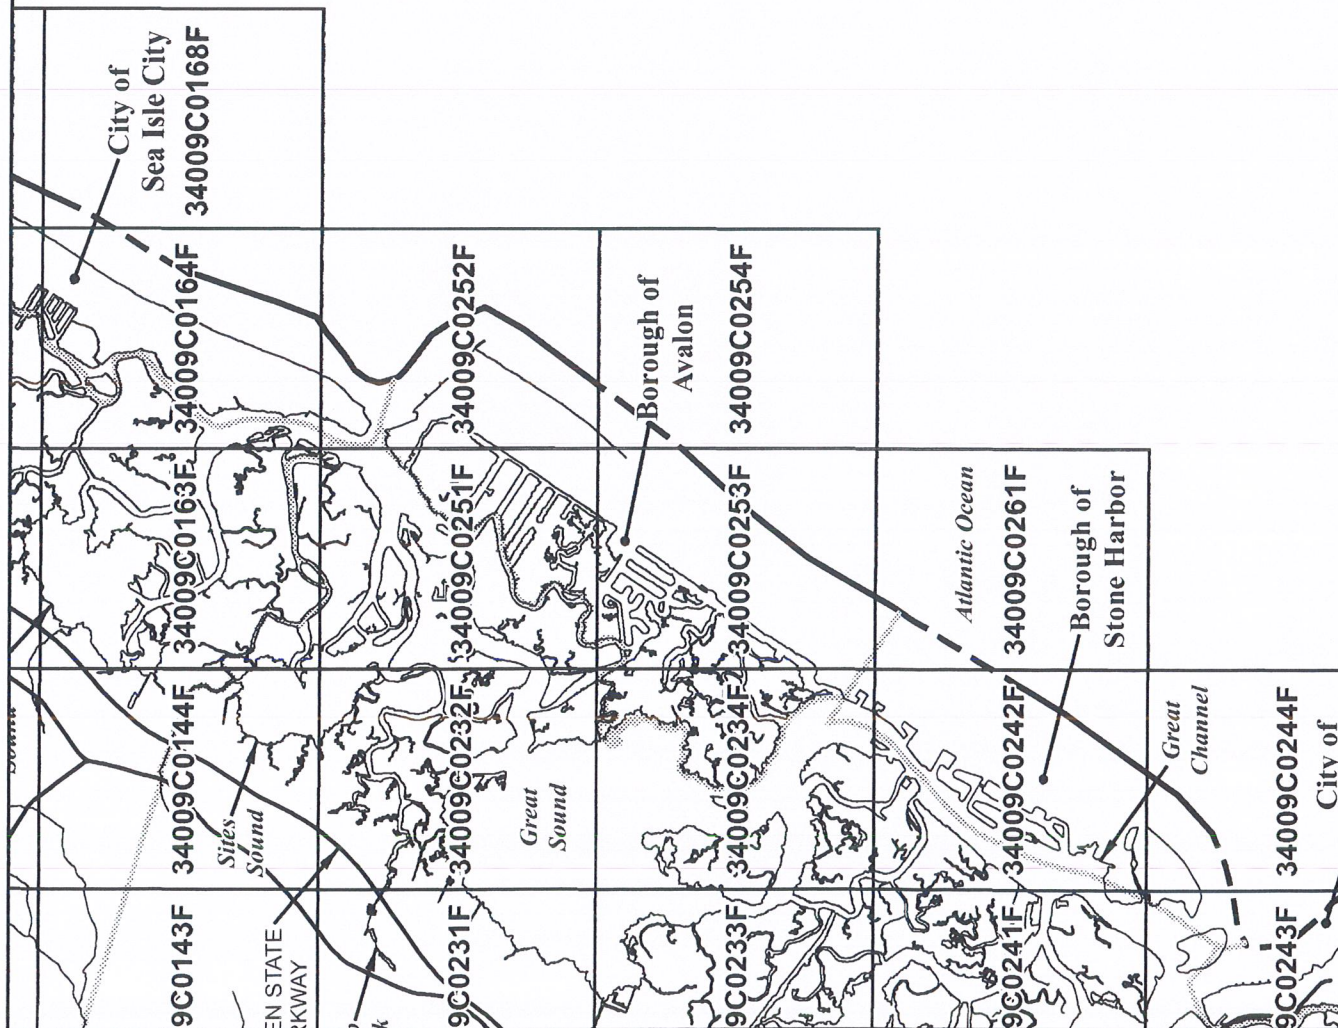 City of
Sea Isle City
34009C0168F
34009C0164F
34009C0252F
Borough of
Avalon
34009C0254F
34009C0163F
34009C0251F
34009C0253F
Atlantic Ocean
34009C0261F
Borough of
Stone Harbor
34009C0144F
Sites
Sound
34009C0232F
Great
Sound
34009C0234F
34009C0242F
Great
Channel
34009C0244F
City of
9C0143F
EN STATE
RKWAY
9C0231F
9C0233F
9C0241F
9C0243F